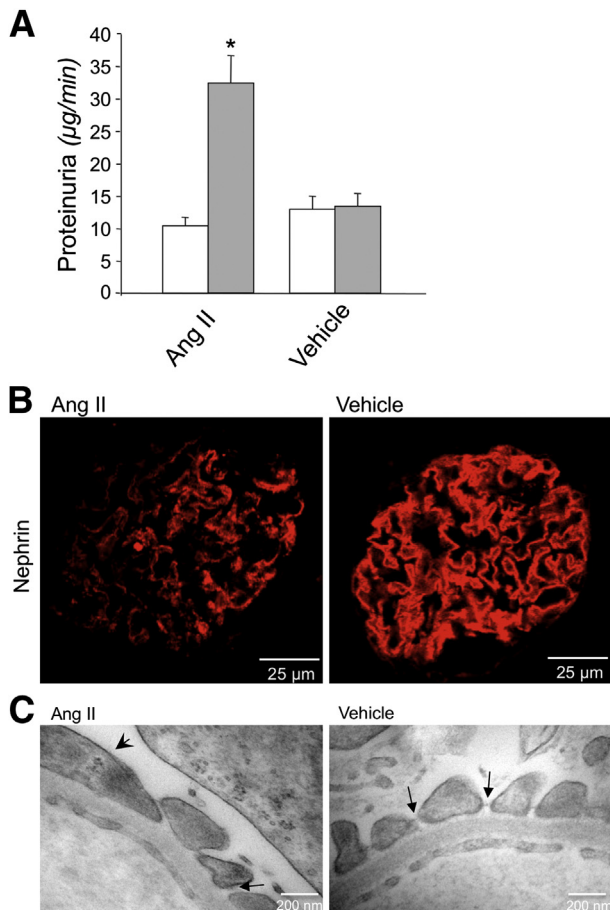 A
40
*
35
30
25
20
15
10
5
0
Proteinuria (µg/min)
Ang II
Vehicle
B
Ang II
Vehicle
Nephrin
25 µm
25 µm
C
Ang II
Vehicle
200 nm
200 nm